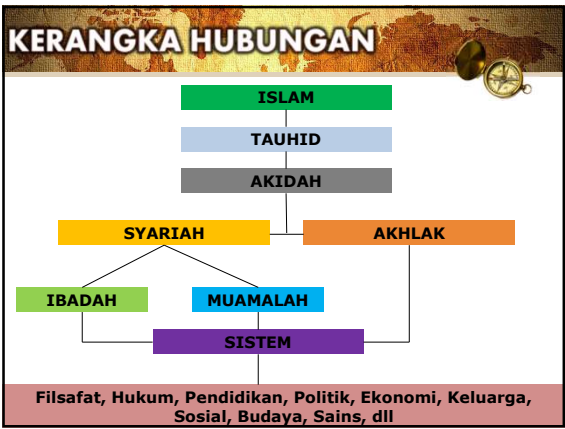 KERANGKA HUBUNGAN
ISLAM
TAUHID
AKIDAH
SYARIAH
AKHLAK
IBADAH
MUAMALAH
SISTEM
Filsafat, Hukum, Pendidikan, Politik, Ekonomi, Keluarga,
Sosial, Budaya, Sains, dll